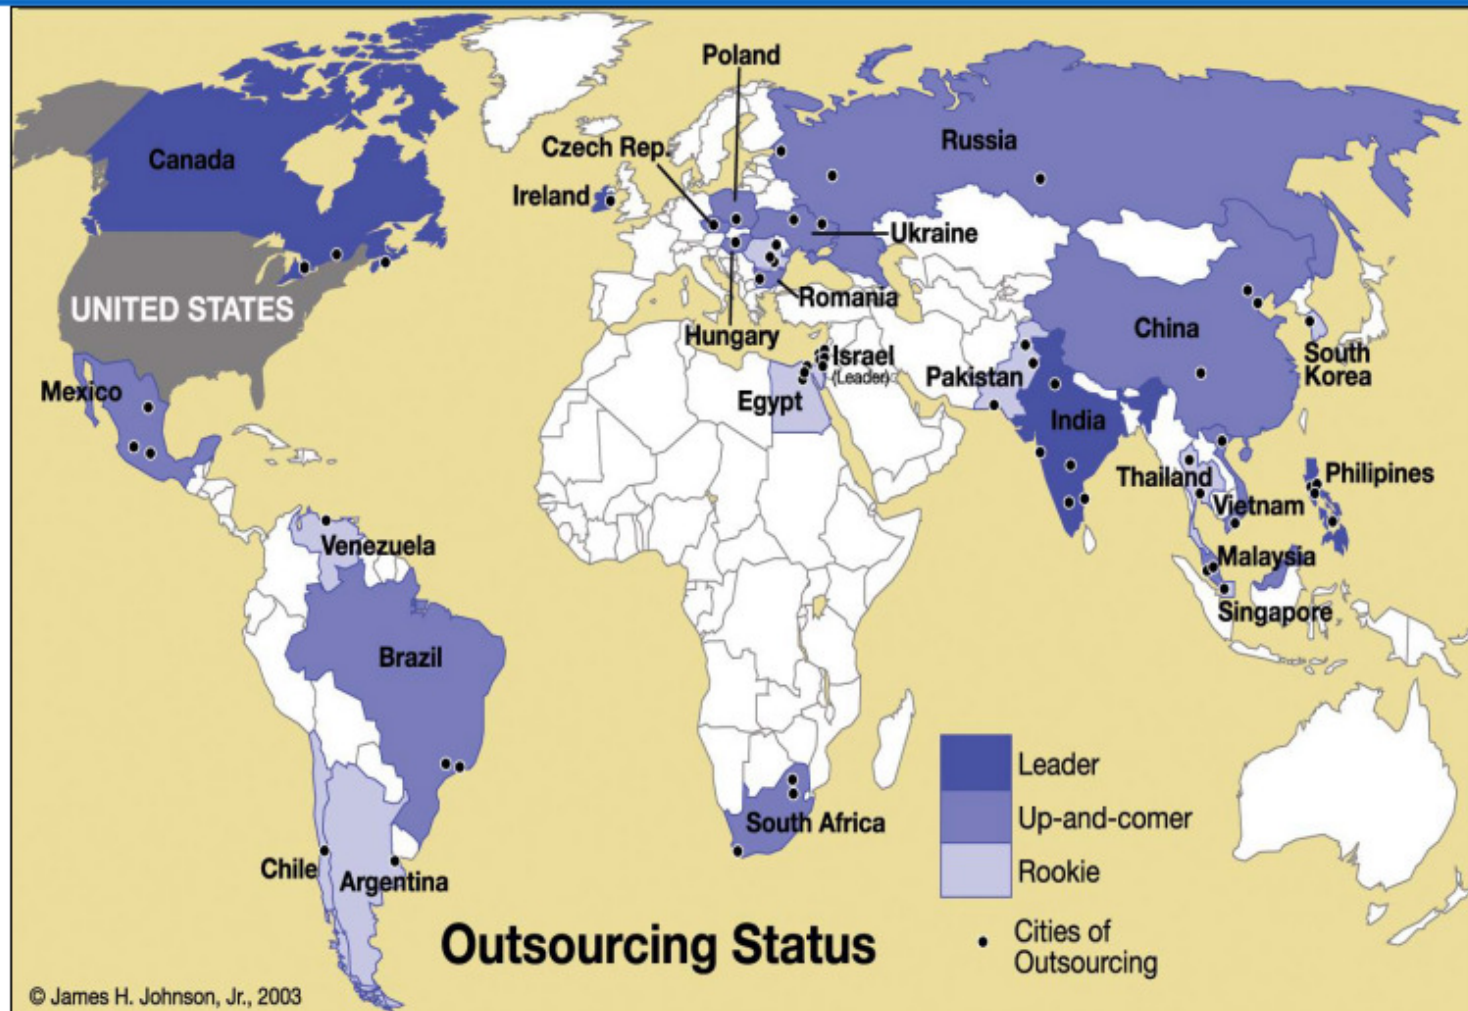 Poland
Czech Rep.
Russia
Canada
Ireland
Ukraine
UNITED STATES
Romania
Hungary
China
Israel
(Leader)
South
Korea
Mexico
Pakistan
Egypt
India
Thailand
Philipines
Vietnam
Venezuela
Malaysia
Singapore
Brazil
Leader
South Africa
Up-and-comer
Chile
Argentina
Rookie
Outsourcing Status
Cities of
Outsourcing
© James H. Johnson, Jr., 2003